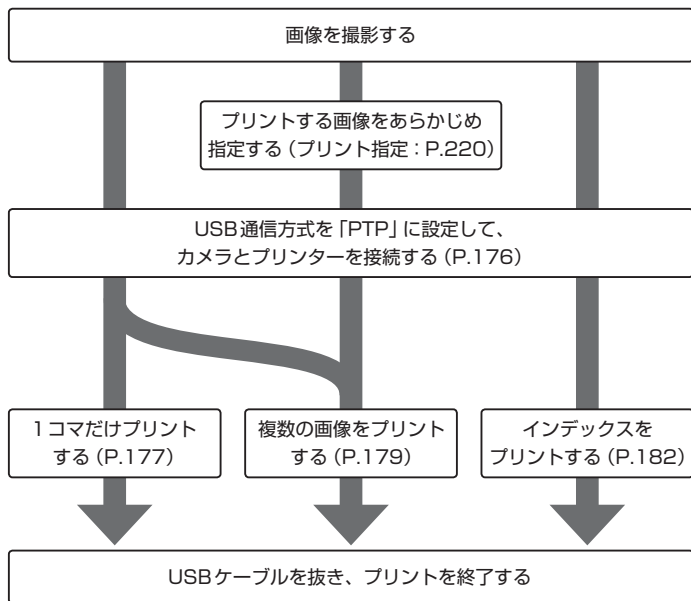 画像を撮影する
プリントする画像をあらかじめ
指定する（プリント指定：P.220）
USB通信方式を「PTP」に設定して、
カメラとプリンターを接続する（P.176）
1コマだけプリント
する（P.177）
複数の画像をプリント
する（P.179）
インデックスを
プリントする（P.182）
USBケーブルを抜き、プリントを終了する